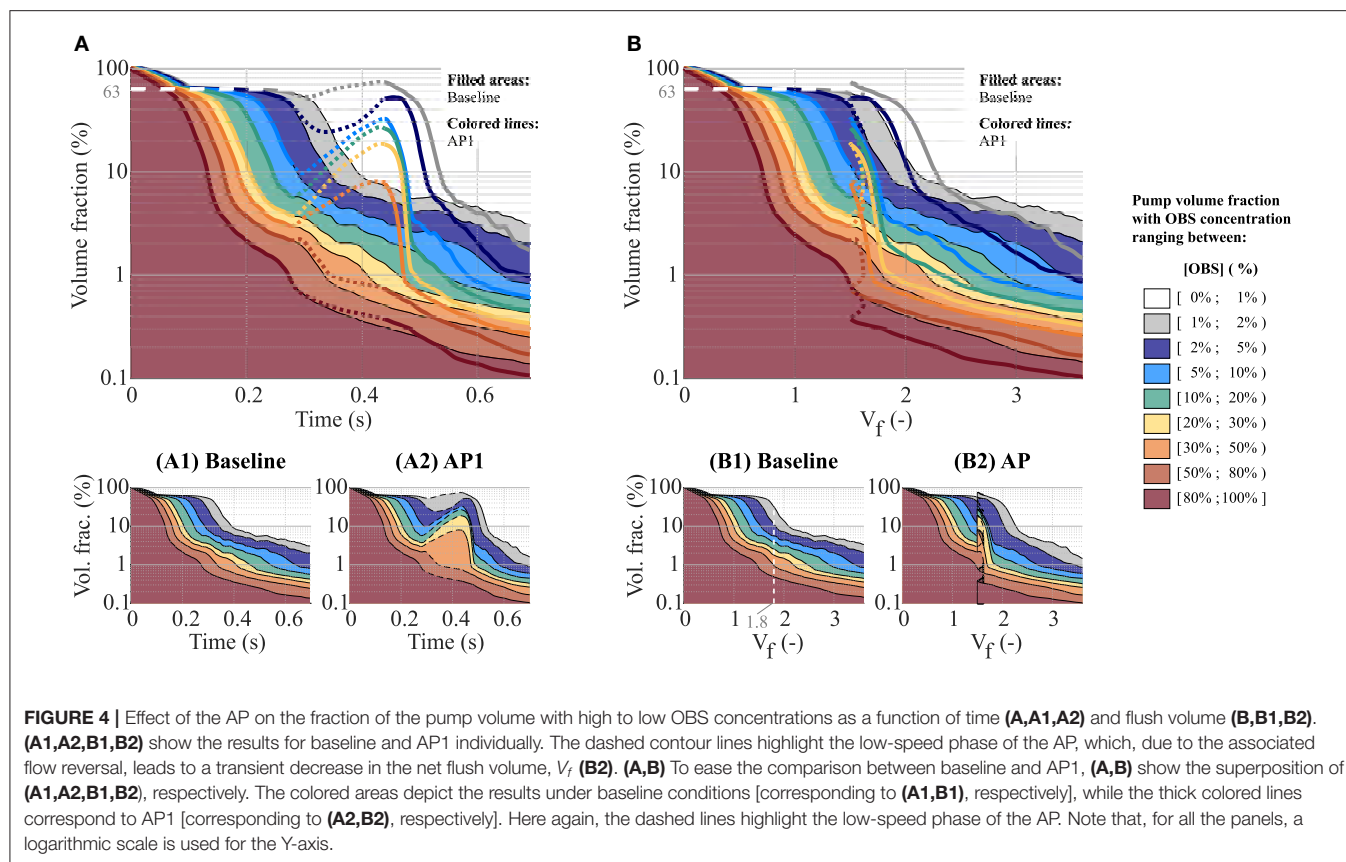 A
B
100
63
10
1
0.1
Volume fraction (%)
0
0.2
0.4
0.6
Time (s)
Filled areas:
Baseline
Colored lines:
AP1
100
63
10
1
0.1
Volume fraction (%)
0
1
2
3
V_f (-)
Filled areas:
Baseline
Colored lines:
AP1
Pump volume fraction
with OBS concentration
ranging between:
[OBS] ( %)
[ 0% ; 1% )
[ 1% ; 2% )
[ 2% ; 5% )
[ 5% ; 10% )
[10% ; 20% )
[20% ; 30% )
[30% ; 50% )
[50% ; 80% )
[80% ;100% ]
(A1) Baseline
(A2) AP1
(B1) Baseline
(B2) AP
Vol. frac. (%)
100
10
1
0.1
0 0.2 0.4 0.6
Time (s)
0 0.2 0.4 0.6
Time (s)
Vol. frac. (%)
100
10
1
0.1
0 1 2 3
1.8
V_f (-)
0 1 2 3
V_f (-)
FIGURE 4 | Effect of the AP on the fraction of the pump volume with high to low OBS concentrations as a function of time (A,A1,A2) and flush volume (B,B1,B2).
(A1,A2,B1,B2) show the results for baseline and AP1 individually. The dashed contour lines highlight the low-speed phase of the AP, which, due to the associated
flow reversal, leads to a transient decrease in the net flush volume, V_f (B2). (A,B) To ease the comparison between baseline and AP1, (A,B) show the superposition of
(A1,A2,B1,B2), respectively. The colored areas depict the results under baseline conditions [corresponding to (A1,B1), respectively], while the thick colored lines
correspond to AP1 [corresponding to (A2,B2), respectively]. Here again, the dashed lines highlight the low-speed phase of the AP. Note that, for all the panels, a
logarithmic scale is used for the Y-axis.